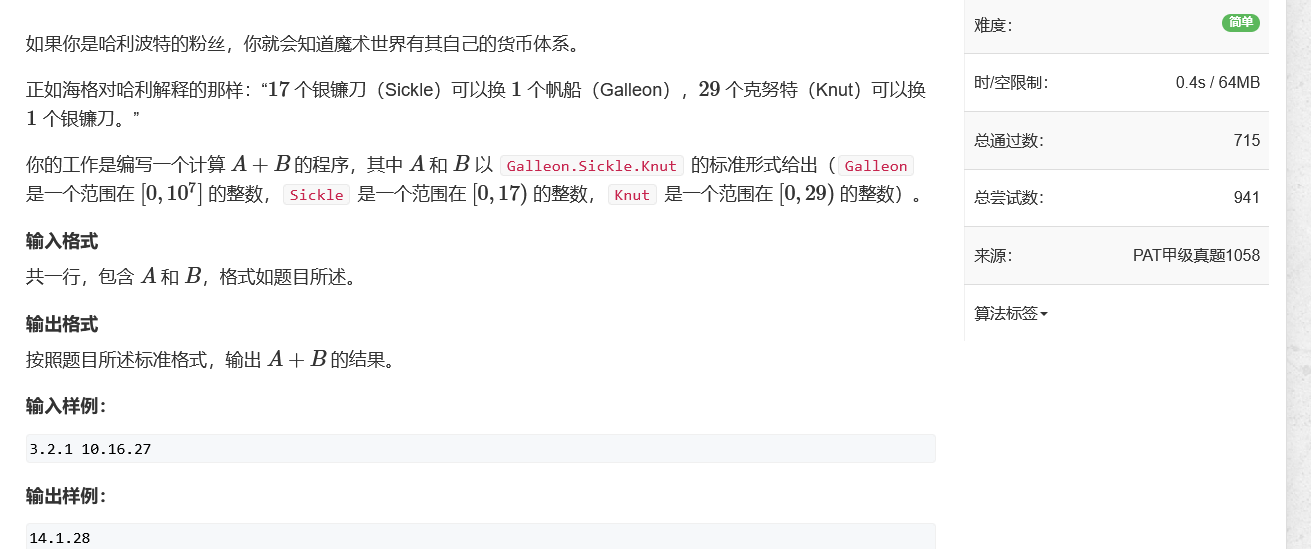 如果你是哈利波特的粉丝，你就会知道魔术世界有其自己的货币体系。
正如海格对哈利解释的那样：“17 个银镰刀（Sickle）可以换 1 个帆船（Galleon），29 个克努特（Knut）可以换
1 个银镰刀。”
你的工作是编写一个计算 A + B 的程序，其中 A 和 B 以 Galleon.Sickle.Knut 的标准形式给出（ Galleon
是一个范围在 [0, 10^7] 的整数， Sickle 是一个范围在 [0, 17) 的整数， Knut 是一个范围在 [0, 29) 的整数）。
输入格式
共一行，包含 A 和 B，格式如题目所述。
输出格式
按照题目所述标准格式，输出 A + B 的结果。
输入样例：
3.2.1 10.16.27
输出样例：
14.1.28
难度： 简单
时/空限制： 0.4s / 64MB
总通过数： 715
总尝试数： 941
来源： PAT甲级真题1058
算法标签